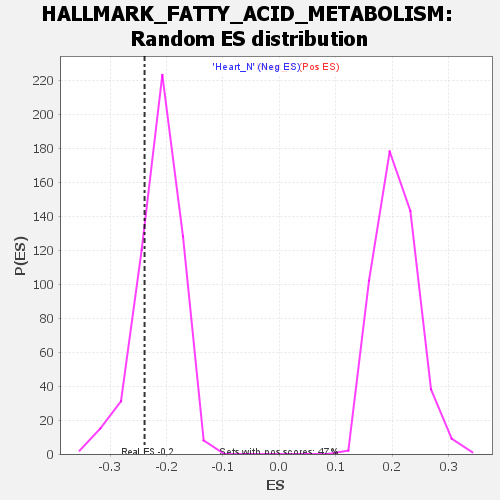 HALLMARK_FATTY_ACID_METABOLISM:
Random ES distribution
'Heart_N' (Neg ES) (Pos ES)
220
200
180
160
140
120
100
80
60
40
20
0
P(ES)
Real ES -0.2
Sets with pos scores: 47%
-0.3 -0.2 -0.1 0.0 0.1 0.2 0.3
ES